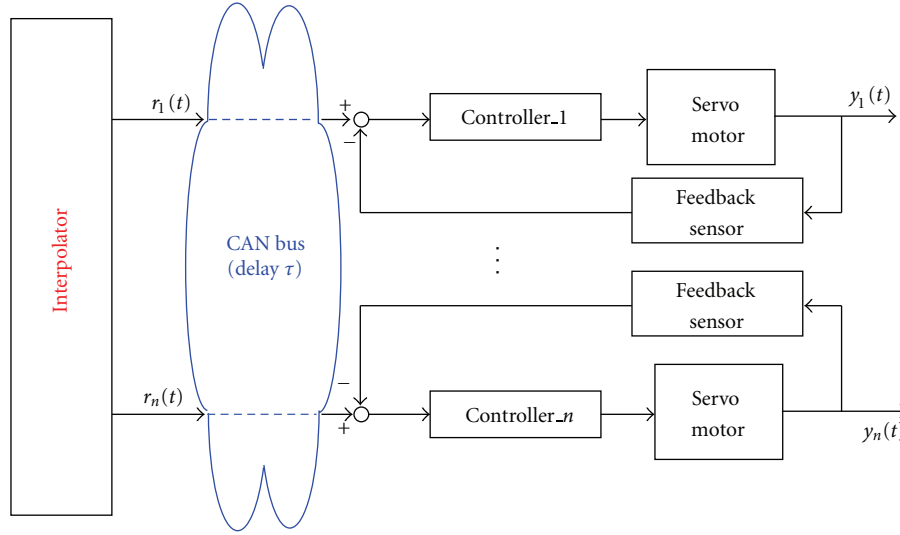 Interpolator
r₁(t)
CAN bus
(delay τ)
+
−
Controller_1
Servo
motor
y₁(t)
Feedback
sensor
⋮
Feedback
sensor
rₙ(t)
−
+
Controller_n
Servo
motor
yₙ(t)